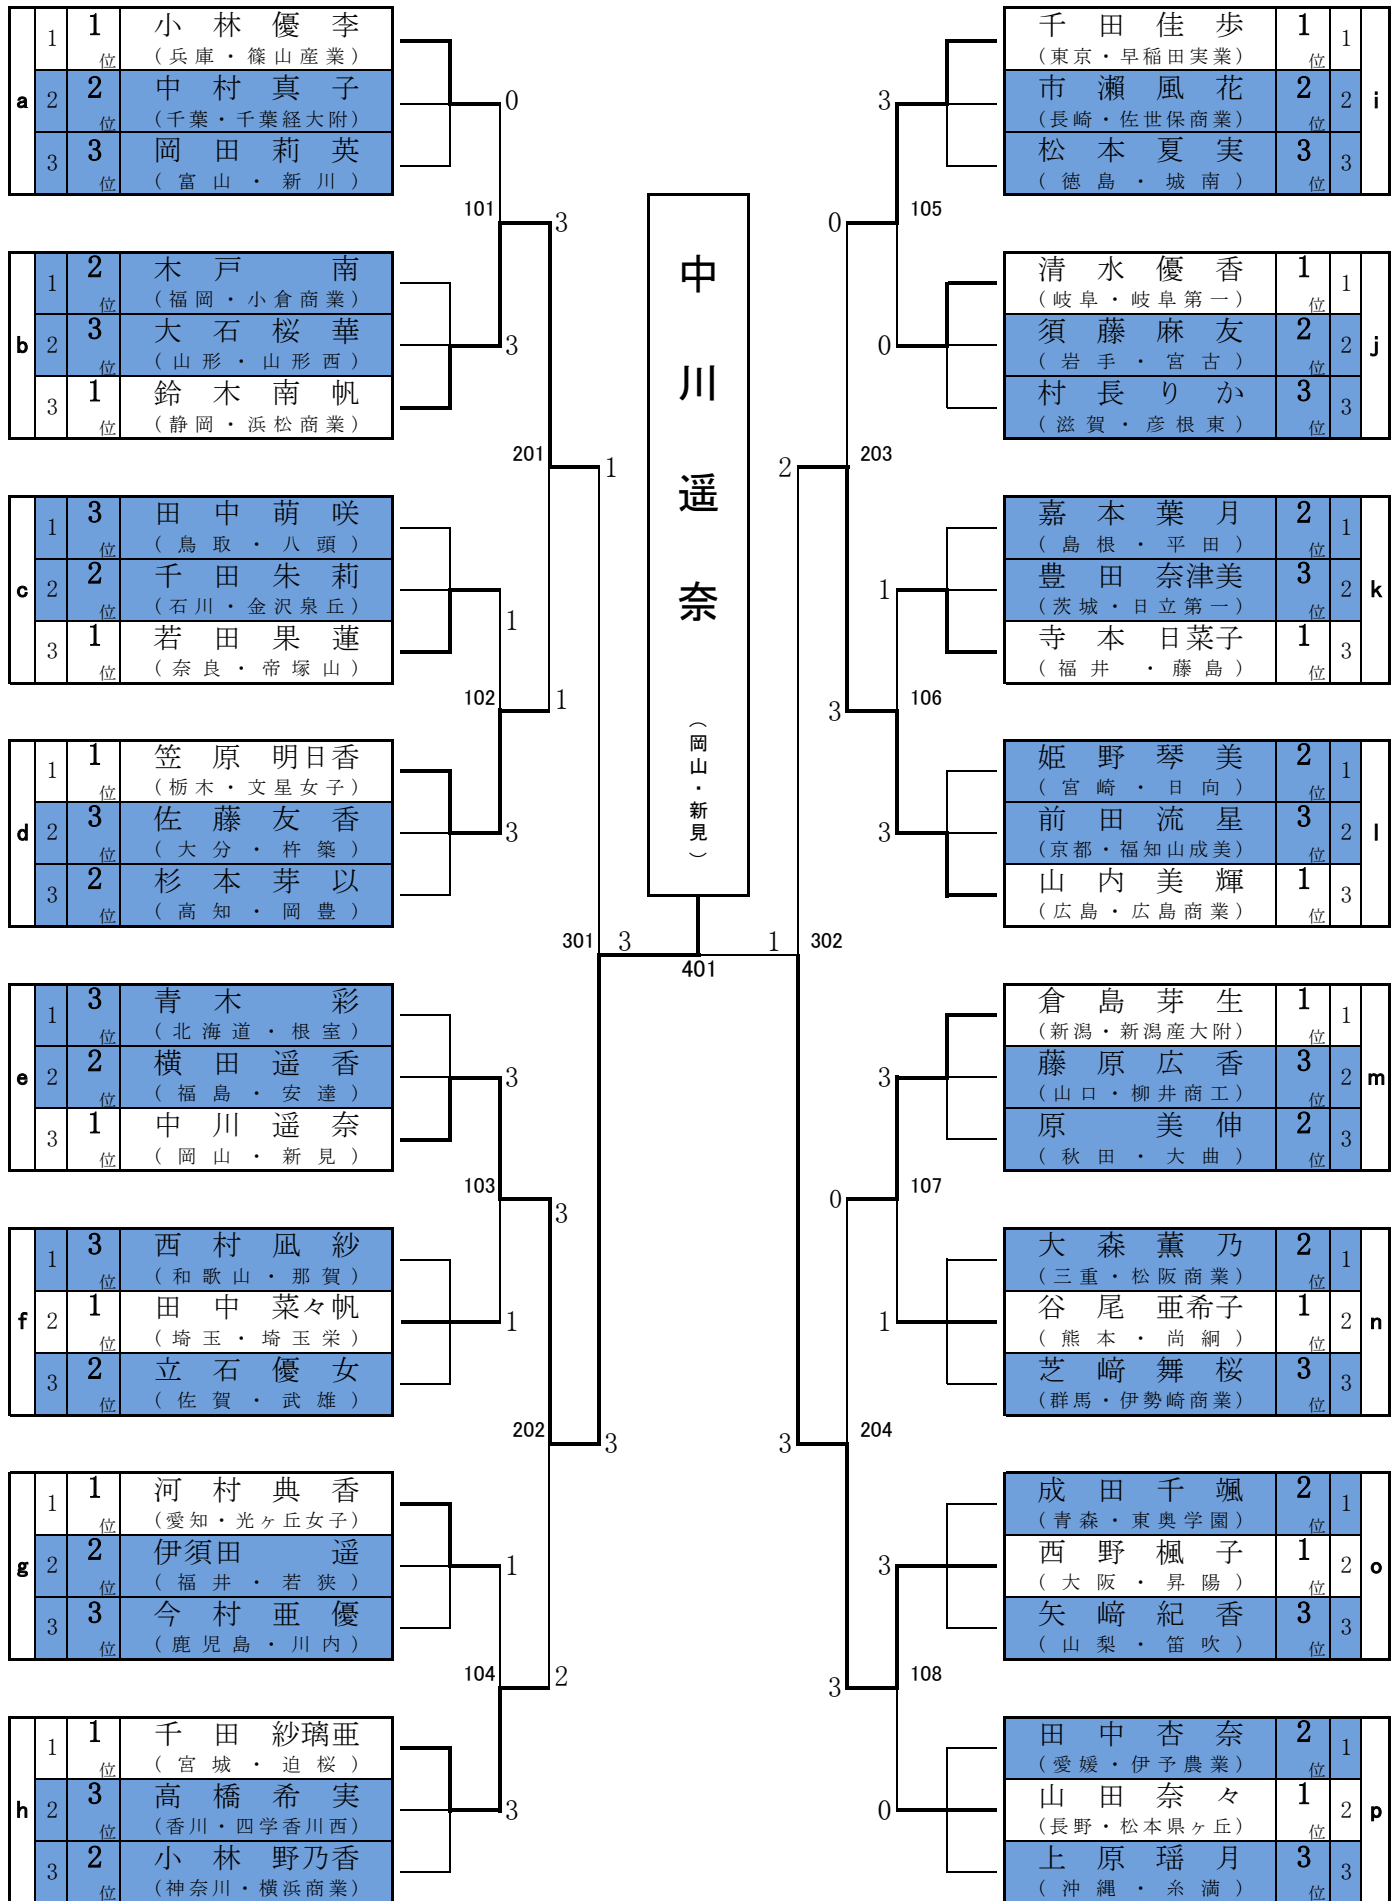 a
1 1位 小林優李
(兵庫・篠山産業)
2 2位 中村真子
(千葉・千葉経大附)
3 3位 岡田莉英
(富山・新川)
b
1 2位 木戸 南
(福岡・小倉商業)
2 3位 大石桜華
(山形・山形西)
3 1位 鈴木南帆
(静岡・浜松商業)
c
1 3位 田中萌咲
(鳥取・八頭)
2 2位 千田朱莉
(石川・金沢泉丘)
3 1位 若田果蓮
(奈良・帝塚山)
d
1 1位 笠原明日香
(栃木・文星女子)
2 3位 佐藤友香
(大分・杵築)
3 2位 杉本芽以
(高知・岡豊)
e
1 3位 青木 彩
(北海道・根室)
2 2位 横田遥香
(福島・安達)
3 1位 中川遥奈
(岡山・新見)
f
1 3位 西村凪紗
(和歌山・那賀)
2 1位 田中菜々帆
(埼玉・埼玉栄)
3 2位 立石優女
(佐賀・武雄)
g
1 1位 河村典香
(愛知・光ヶ丘女子)
2 2位 伊須田 遥
(福井・若狭)
3 3位 今村亜優
(鹿児島・川内)
h
1 1位 千田紗璃亜
(宮城・迫桜)
2 3位 高橋希実
(香川・四学香川西)
3 2位 小林野乃香
(神奈川・横浜商業)
0
101
3
3
201
1
1
102
1
3
301
3
3
103
3
1
202
3
1
104
2
3
中川遥奈
(岡山・新見)
401
3
0
105
0
2
203
1
3
106
3
1
302
3
0
107
1
3
204
3
3
108
0
千田佳歩 1位 1
(東京・早稲田実業)
市瀬風花 2位 2
(長崎・佐世保商業)
松本夏実 3位 3
(徳島・城南)
i
清水優香 1位 1
(岐阜・岐阜第一)
須藤麻友 2位 2
(岩手・宮古)
村長りか 3位 3
(滋賀・彦根東)
j
嘉本葉月 2位 1
(島根・平田)
豊田奈津美 3位 2
(茨城・日立第一)
寺本日菜子 1位 3
(福井・藤島)
k
姫野琴美 2位 1
(宮崎・日向)
前田流星 3位 2
(京都・福知山成美)
山内美輝 1位 3
(広島・広島商業)
l
倉島芽生 1位 1
(新潟・新潟産大附)
藤原広香 3位 2
(山口・柳井商工)
原 美伸 2位 3
(秋田・大曲)
m
大森薫乃 2位 1
(三重・松阪商業)
谷尾亜希子 1位 2
(熊本・尚絅)
芝﨑舞桜 3位 3
(群馬・伊勢崎商業)
n
成田千颯 2位 1
(青森・東奥学園)
西野楓子 1位 2
(大阪・昇陽)
矢﨑紀香 3位 3
(山梨・笛吹)
o
田中杏奈 2位 1
(愛媛・伊予農業)
山田奈々 1位 2
(長野・松本県ヶ丘)
上原瑶月 3位 3
(沖縄・糸満)
p